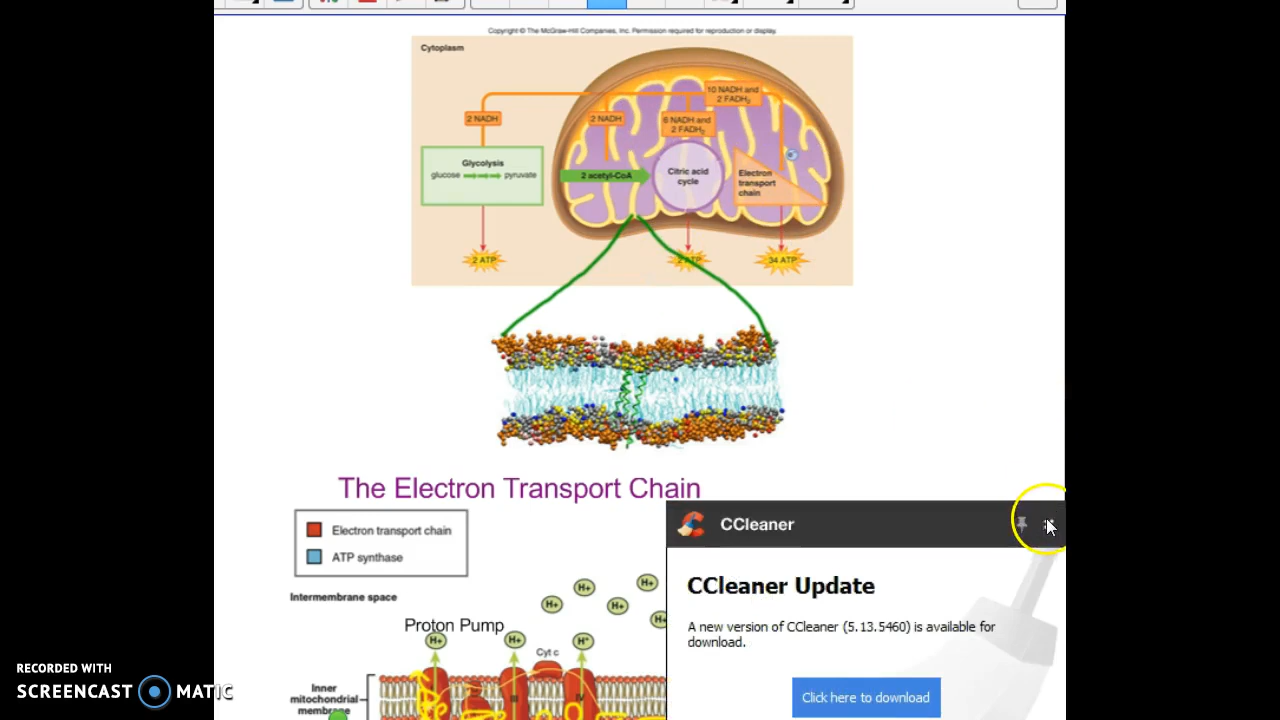 Copyright © The McGraw-Hill Companies, Inc. Permission required for reproduction or display.
Cytoplasm
10 NADH and
2 FADH2
2 NADH
2 NADH
6 NADH and
2 FADH2
Glycolysis
glucose
pyruvate
2 acetyl-CoA
Citric acid
cycle
Electron
transport
chain
2 ATP
2 ATP
34 ATP
The Electron Transport Chain
Electron transport chain
ATP synthase
Intermembrane space
H+
H+
H+
H+
H+
Proton Pump
H+
H+
H+
Cyt c
III
IV
Inner
mitochondrial
membrane
CCleaner
CCleaner Update
A new version of CCleaner (5.13.5460) is available for
download.
Click here to download
RECORDED WITH
SCREENCAST MATIC